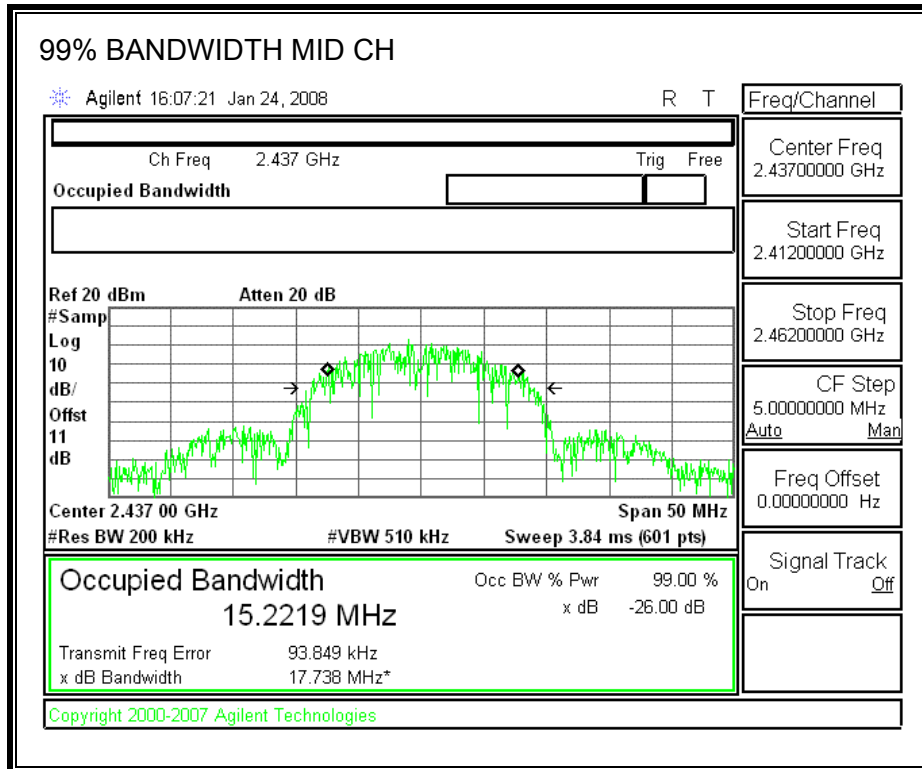 99% BANDWIDTH MID CH
Agilent 16:07:21 Jan 24, 2008 R T
Ch Freq 2.437 GHz Trig Free
Occupied Bandwidth
Ref 20 dBm Atten 20 dB
#Samp
Log
10
dB/
Offst
11
dB
Center 2.437 00 GHz Span 50 MHz
#Res BW 200 kHz #VBW 510 kHz Sweep 3.84 ms (601 pts)
Occupied Bandwidth Occ BW % Pwr 99.00 %
15.2219 MHz x dB -26.00 dB
Transmit Freq Error 93.849 kHz
x dB Bandwidth 17.738 MHz*
Copyright 2000-2007 Agilent Technologies
Freq/Channel
Center Freq
2.43700000 GHz
Start Freq
2.41200000 GHz
Stop Freq
2.46200000 GHz
CF Step
5.00000000 MHz
Auto Man
Freq Offset
0.00000000 Hz
Signal Track
On Off